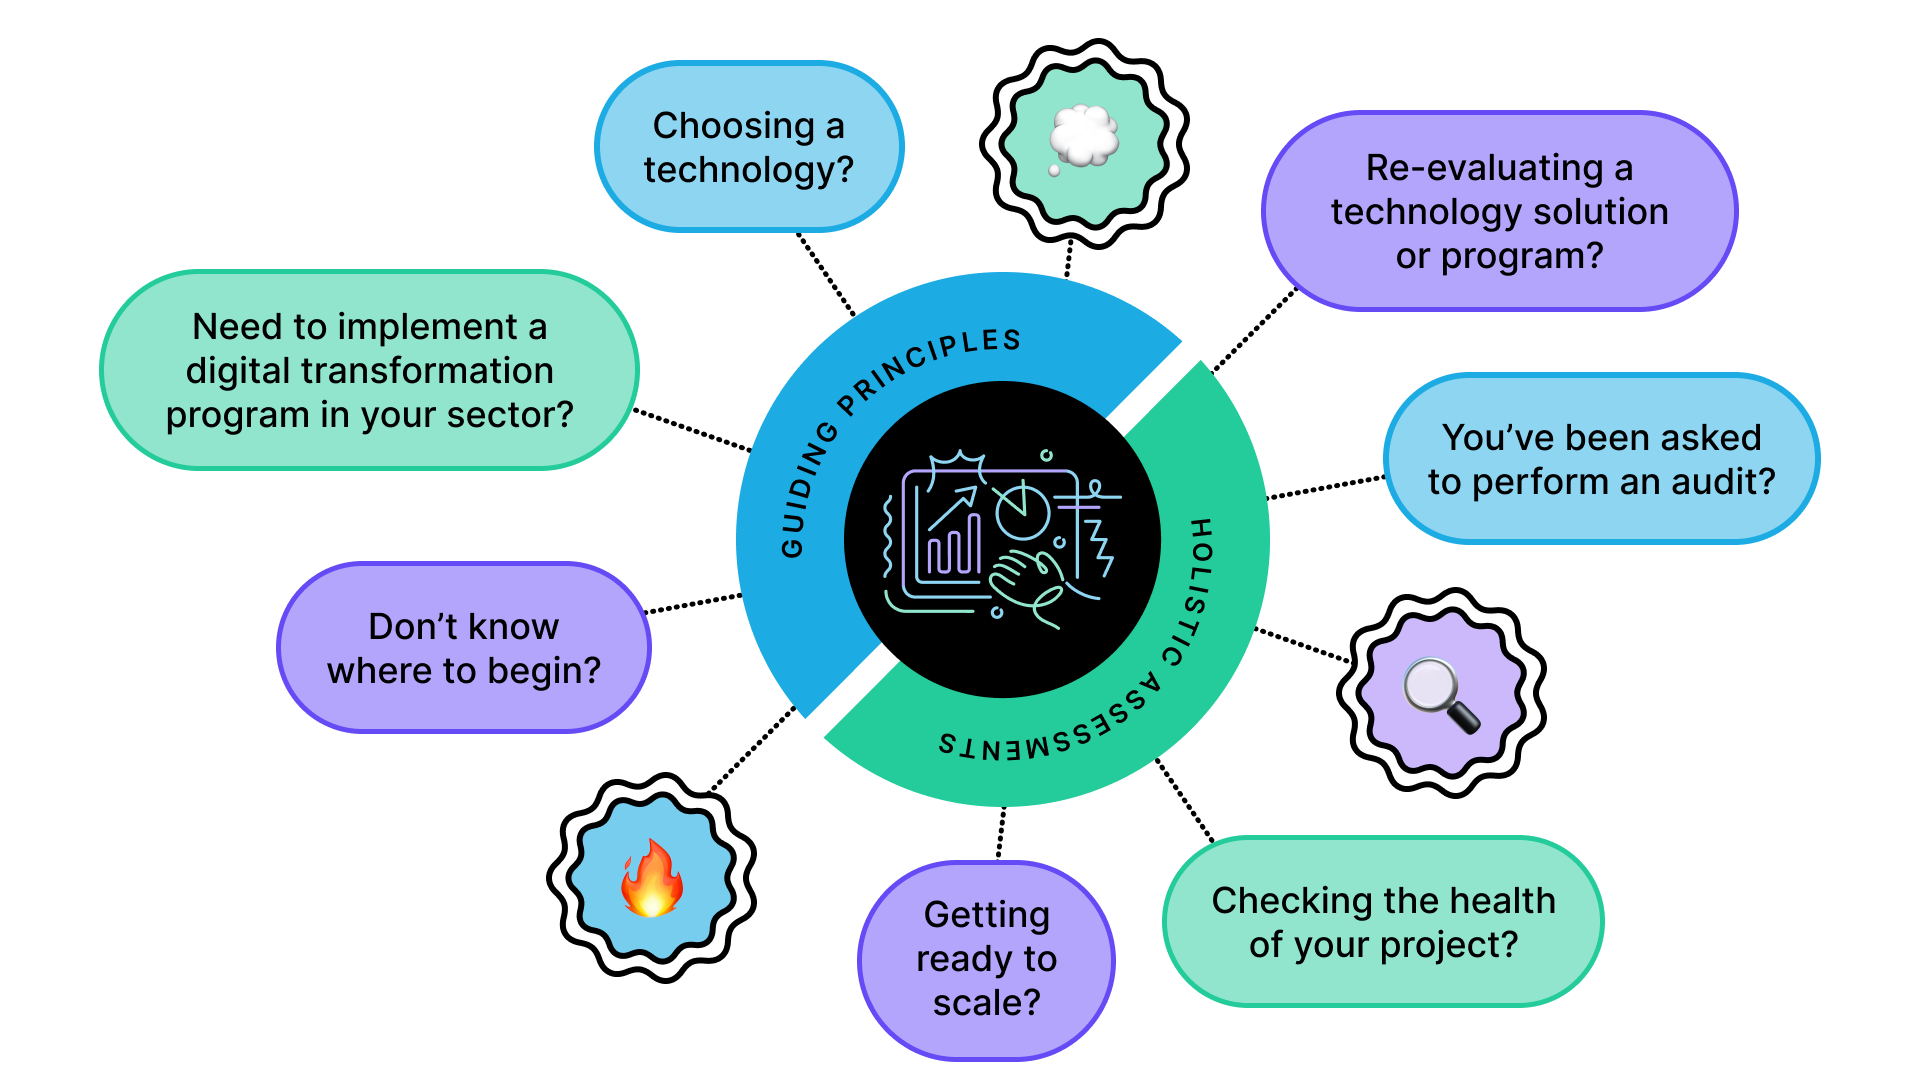 Choosing a
technology?
Re-evaluating a
technology solution
or program?
Need to implement a
digital transformation
program in your sector?
GUIDING PRINCIPLES
You’ve been asked
to perform an audit?
HOLISTIC ASSESSMENTS
Don’t know
where to begin?
Getting
ready to
scale?
Checking the health
of your project?